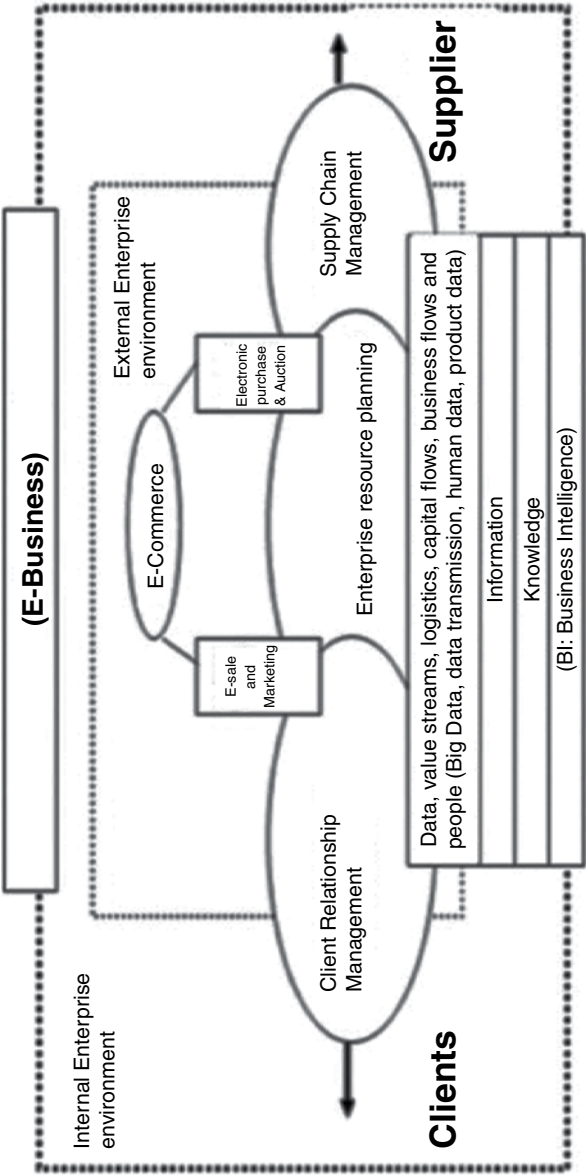 (E-Business)
Internal Enterprise
environment
External Enterprise
environment
E-Commerce
E-sale
and
Marketing
Electronic
purchase
& Auction
Client Relationship
Management
Enterprise resource planning
Supply Chain
Management
Clients
Supplier
Data, value streams, logistics, capital flows, business flows and
people (Big Data, data transmission, human data, product data)
Information
Knowledge
(BI: Business Intelligence)